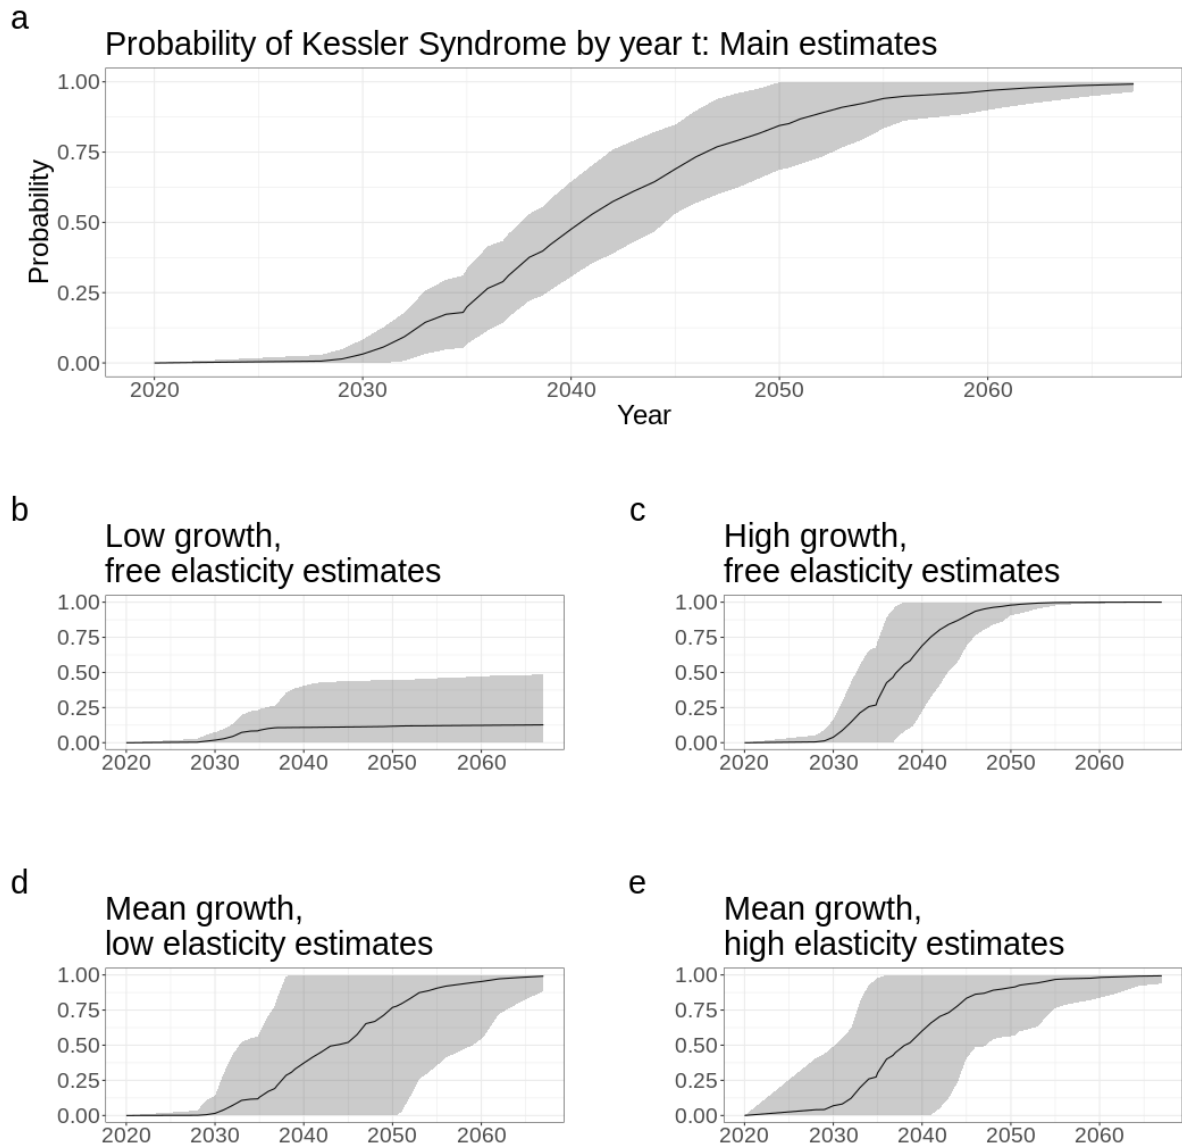 a
Probability of Kessler Syndrome by year t: Main estimates
1.00
0.75
0.50
0.25
0.00
Probability
2020 2030 2040 2050 2060
Year
b
Low growth,
free elasticity estimates
1.00
0.75
0.50
0.25
0.00
2020 2030 2040 2050 2060
c
High growth,
free elasticity estimates
1.00
0.75
0.50
0.25
0.00
2020 2030 2040 2050 2060
d
Mean growth,
low elasticity estimates
1.00
0.75
0.50
0.25
0.00
2020 2030 2040 2050 2060
e
Mean growth,
high elasticity estimates
1.00
0.75
0.50
0.25
0.00
2020 2030 2040 2050 2060